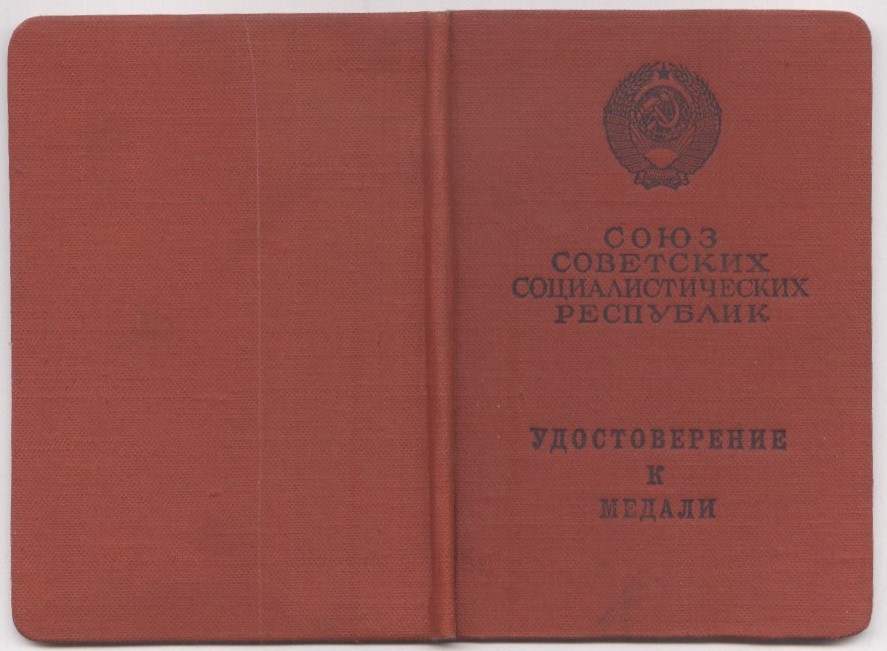 СОЮЗ
СОВЕТСКИХ
СОЦИАЛИСТИЧЕСКИХ
РЕСПУБЛИК
УДОСТОВЕРЕНИЕ
К
МЕДАЛИ